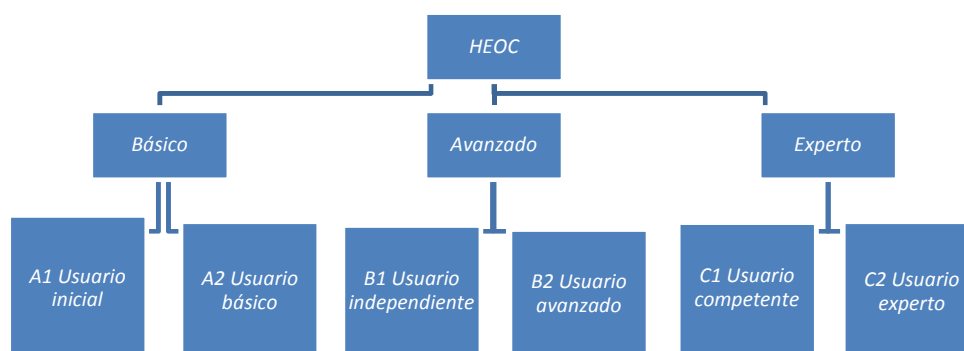 HEOC
Básico
Avanzado
Experto
A1 Usuario
inicial
A2 Usuario
básico
B1 Usuario
independiente
B2 Usuario
avanzado
C1 Usuario
competente
C2 Usuario
experto